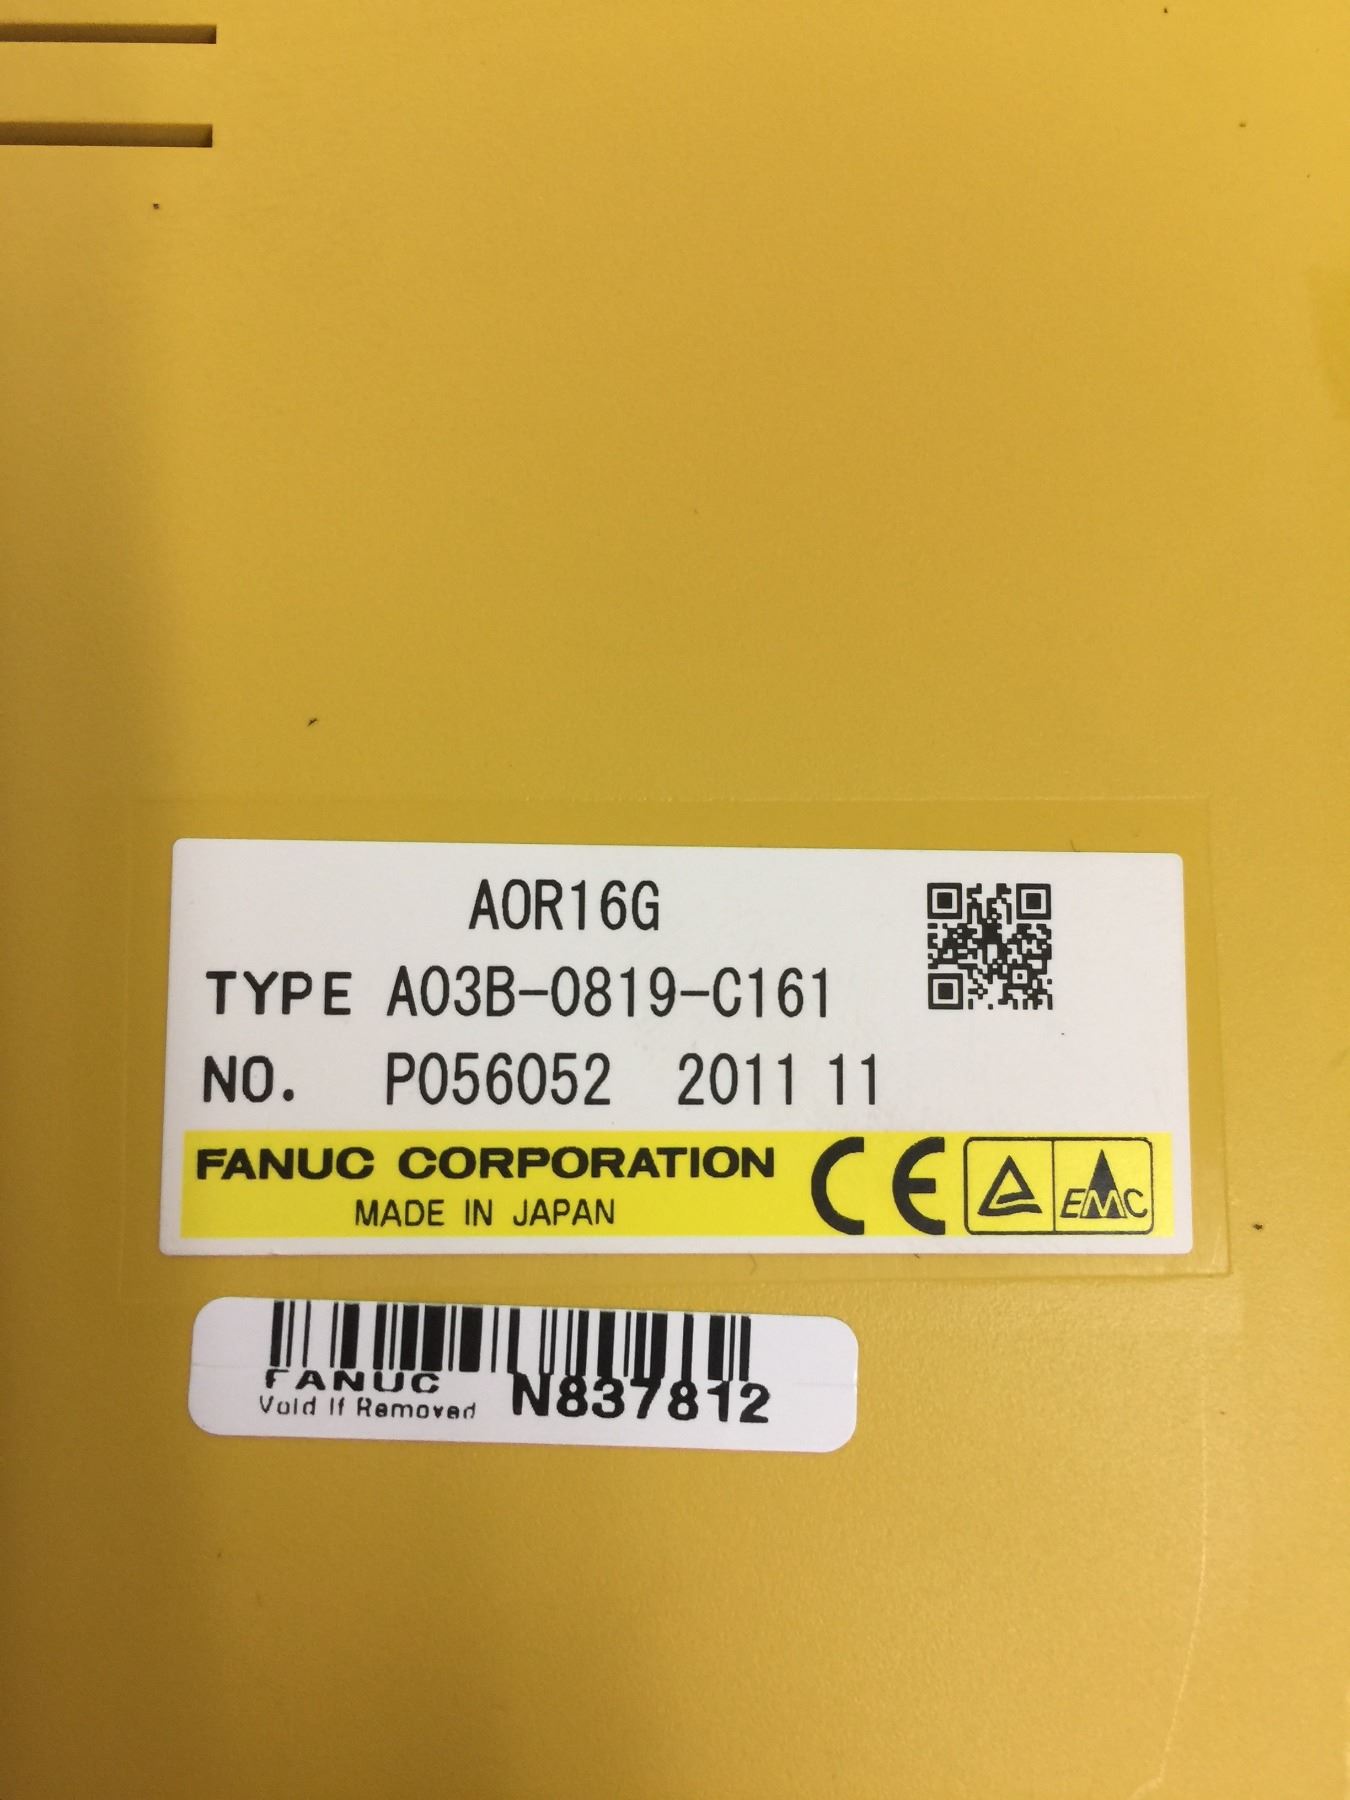 AOR16G
TYPE A03B-0819-C161
NO. P056052 2011 11
FANUC CORPORATION
MADE IN JAPAN
CE
EMC
FANUC
Void If Removed N837812